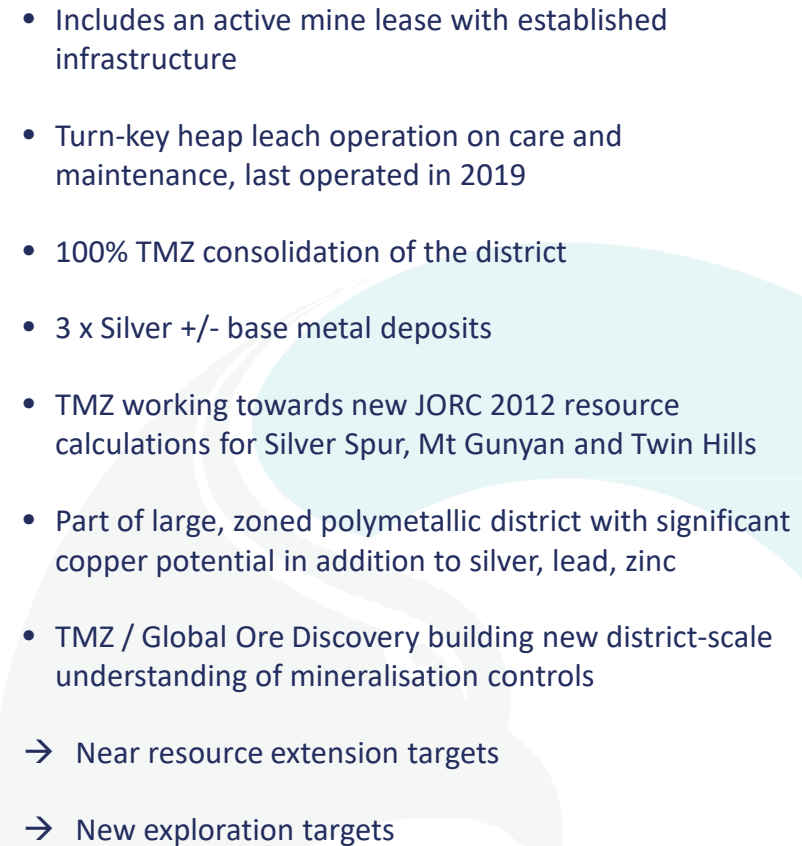 • Includes an active mine lease with established
infrastructure
• Turn-key heap leach operation on care and
maintenance, last operated in 2019
• 100% TMZ consolidation of the district
• 3 x Silver +/- base metal deposits
• TMZ working towards new JORC 2012 resource
calculations for Silver Spur, Mt Gunyan and Twin Hills
• Part of large, zoned polymetallic district with significant
copper potential in addition to silver, lead, zinc
• TMZ / Global Ore Discovery building new district-scale
understanding of mineralisation controls
→ Near resource extension targets
→ New exploration targets